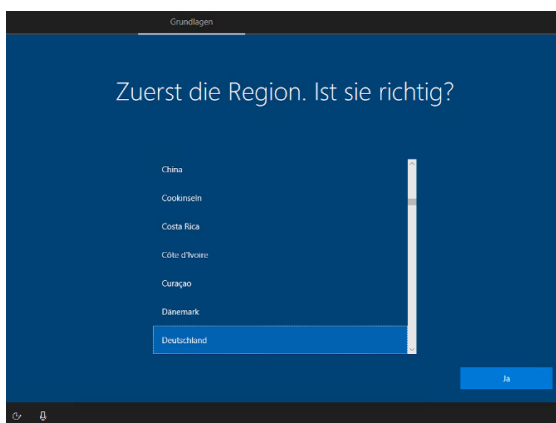 Grundlagen
Zuerst die Region. Ist sie richtig?
China
Cookinseln
Costa Rica
Côte d'Ivoire
Curaçao
Dänemark
Deutschland
Ja